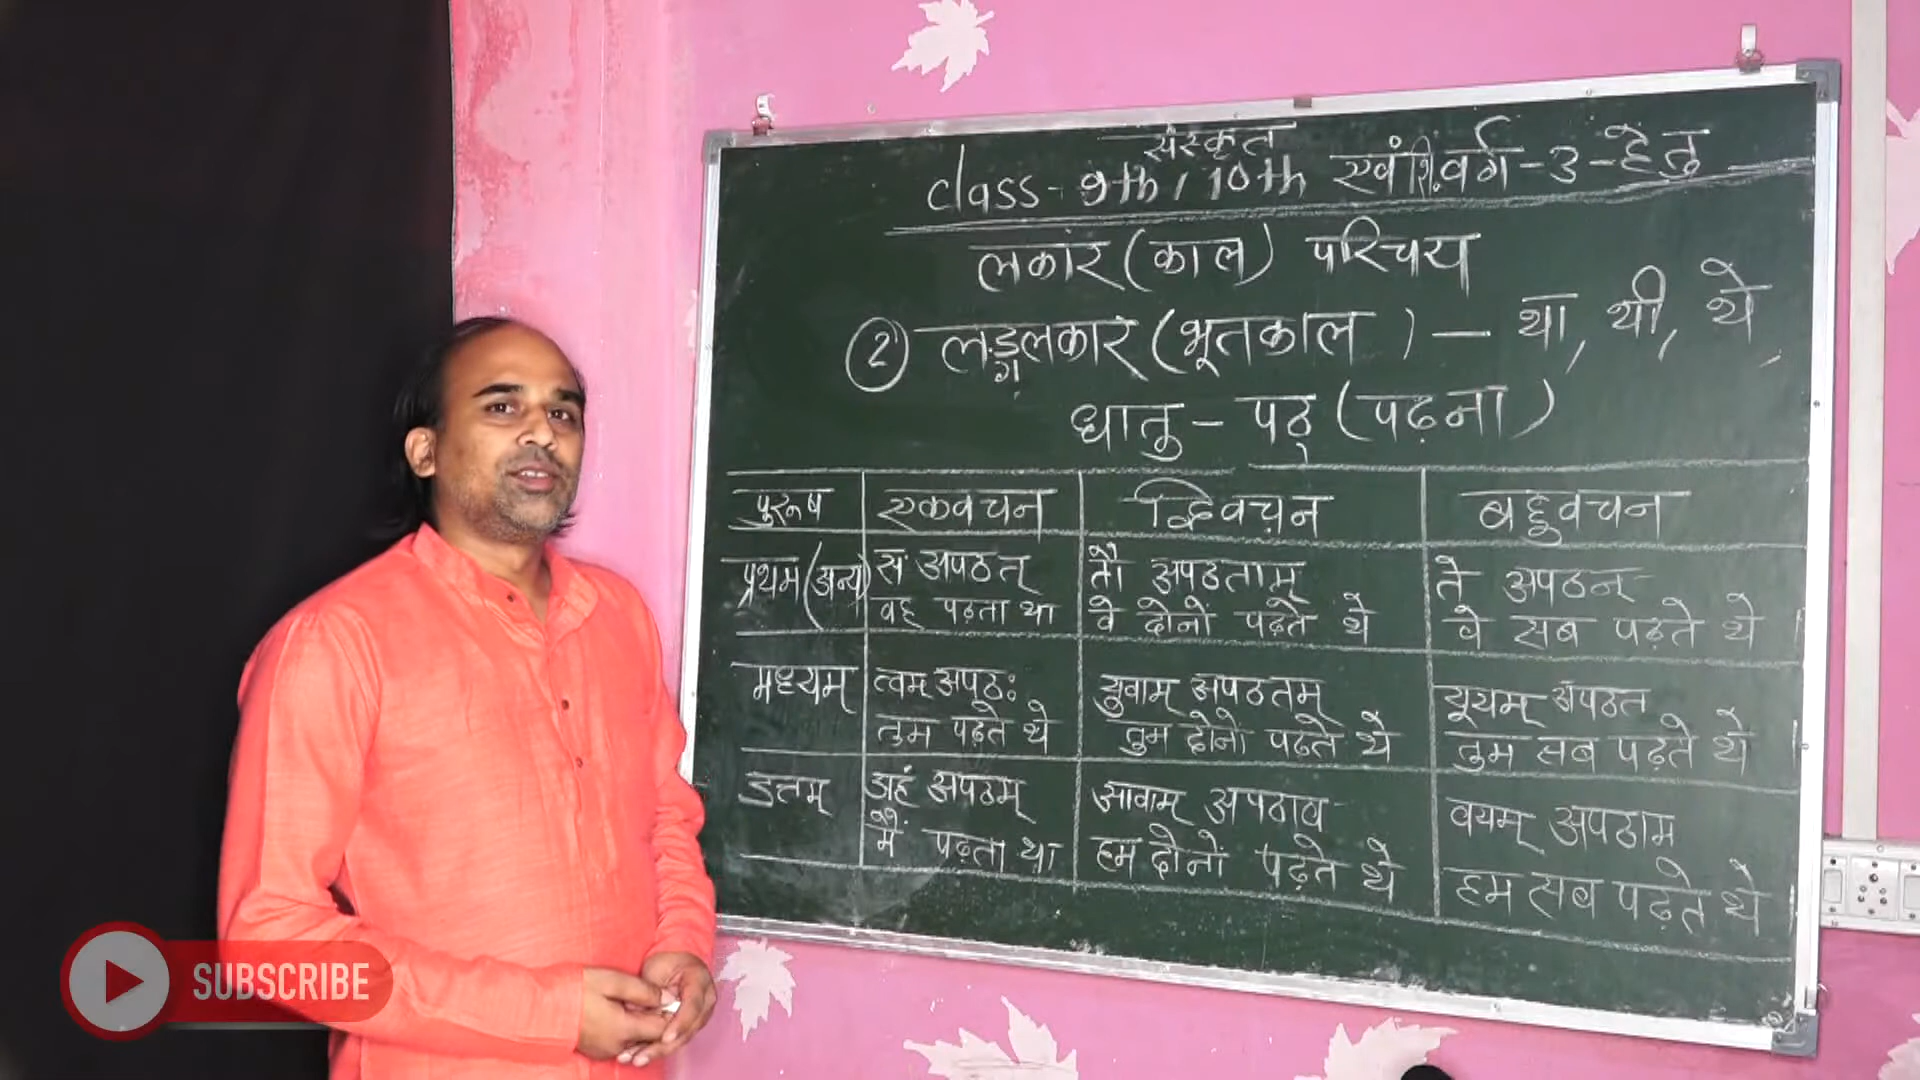 संस्कृत
class - 9th / 10th एवं शि. वर्ग - 3 - हेतु
लकार (काल) परिचय
② लङ्गलकार (भूतकाल) – था, थी, थे
धातु - पठ् (पढ़ना)
पुरूष एकवचन द्विवचन बहुवचन
प्रथम (अन्य) स अपठत् तौ अपठताम् ते अपठन्
वह पढ़ता था वे दोनों पढ़ते थे वे सब पढ़ते थे।
मध्यम् त्वम् अपठः युवाम् अपठतम् यूयम् अपठत
तुम पढ़ते थे तुम दोनो पढ़ते थे तुम सब पढ़ते थे
उत्तम् अहं अपठम् आवाम् अपठाव वयम् अपठाम
मैं पढ़ता था हम दोनों पढ़ते थे हम सब पढ़ते थे
SUBSCRIBE